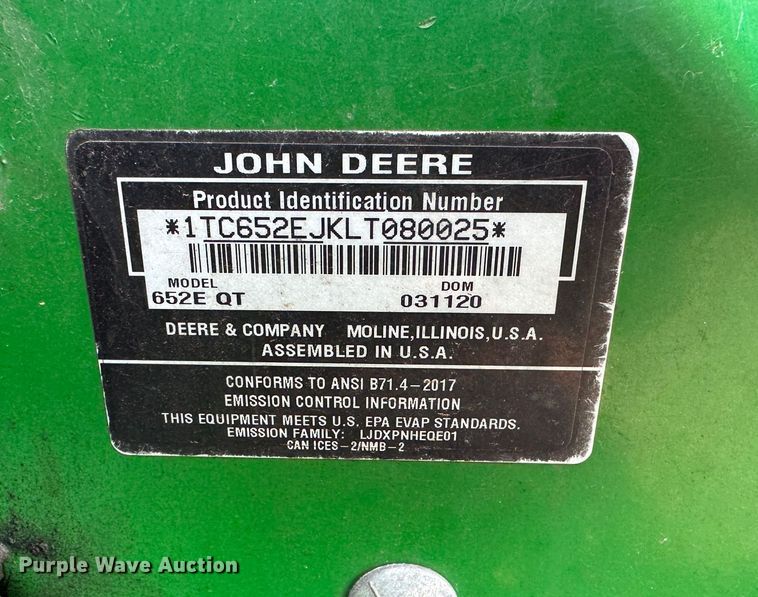 JOHN DEERE
Product Identification Number
*1TC652EJKLT080025*
MODEL DOM
652E QT 031120
DEERE & COMPANY MOLINE,ILLINOIS,U.S.A.
ASSEMBLED IN U.S.A.
CONFORMS TO ANSI B71.4-2017
EMISSION CONTROL INFORMATION
THIS EQUIPMENT MEETS U.S. EPA EVAP STANDARDS.
EMISSION FAMILY: LJDXPNHEQE01
CAN ICES-2/NMB-2
Purple Wave Auction